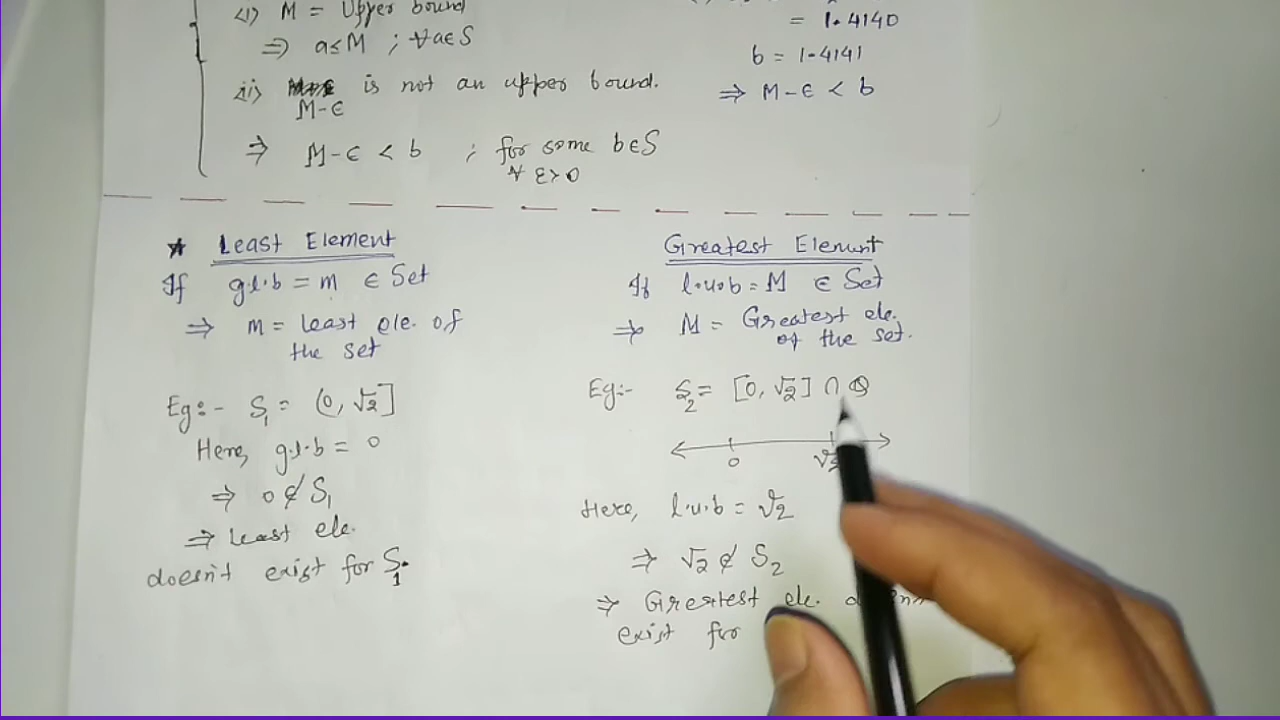 (i) M = Upper bound
⇒ a ≤ M ; ∀ a ∈ S
(ii) is not an upper bound.
M-ϵ
⇒ M-ϵ < b ; for some b ∈ S
∀ ε > 0
= 1.4140
b = 1.4141
⇒ M-ϵ < b
* Least Element
If g.l.b = m ∈ Set
⇒ m = Least ele. of
the set
Eg:- S₁ = (0, √2]
Here, g.l.b = 0
⇒ 0 ∉ S₁
⇒ Least ele.
doesn't exist for S₁.
Greatest Element
If l.u.b = M ∈ Set
⇒ M = Greatest ele.
of the set.
Eg:- S₂ = [0, √2] ∩ Q
0 √2
Here, l.u.b = √2
⇒ √2 ∉ S₂
⇒ Greatest ele.
exist for